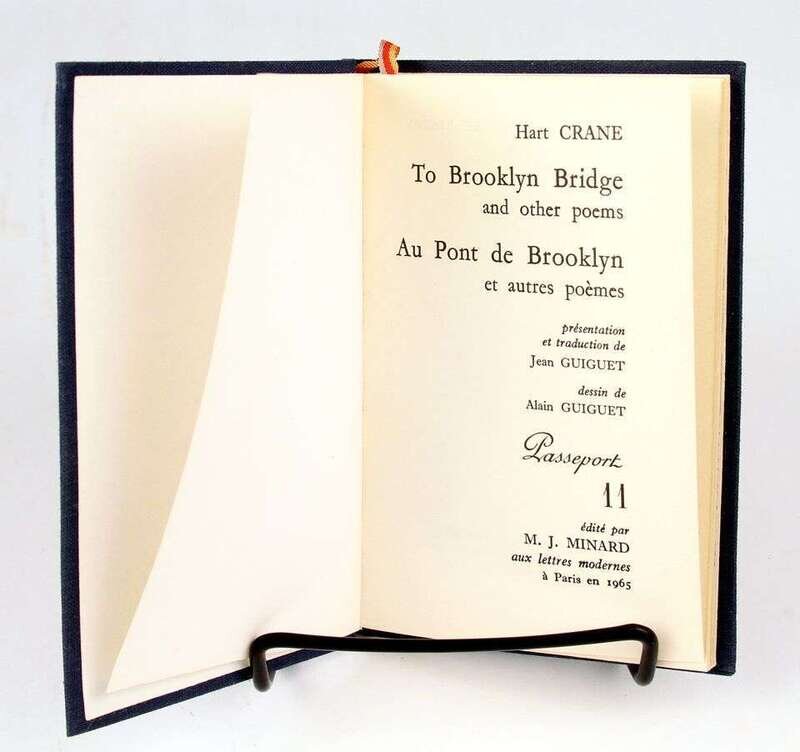 Hart CRANE
To Brooklyn Bridge
and other poems
Au Pont de Brooklyn
et autres poèmes
présentation
et traduction de
Jean GUIGUET
dessin de
Alain GUIGUET
Passeport
11
édité par
M. J. MINARD
aux lettres modernes
à Paris en 1965